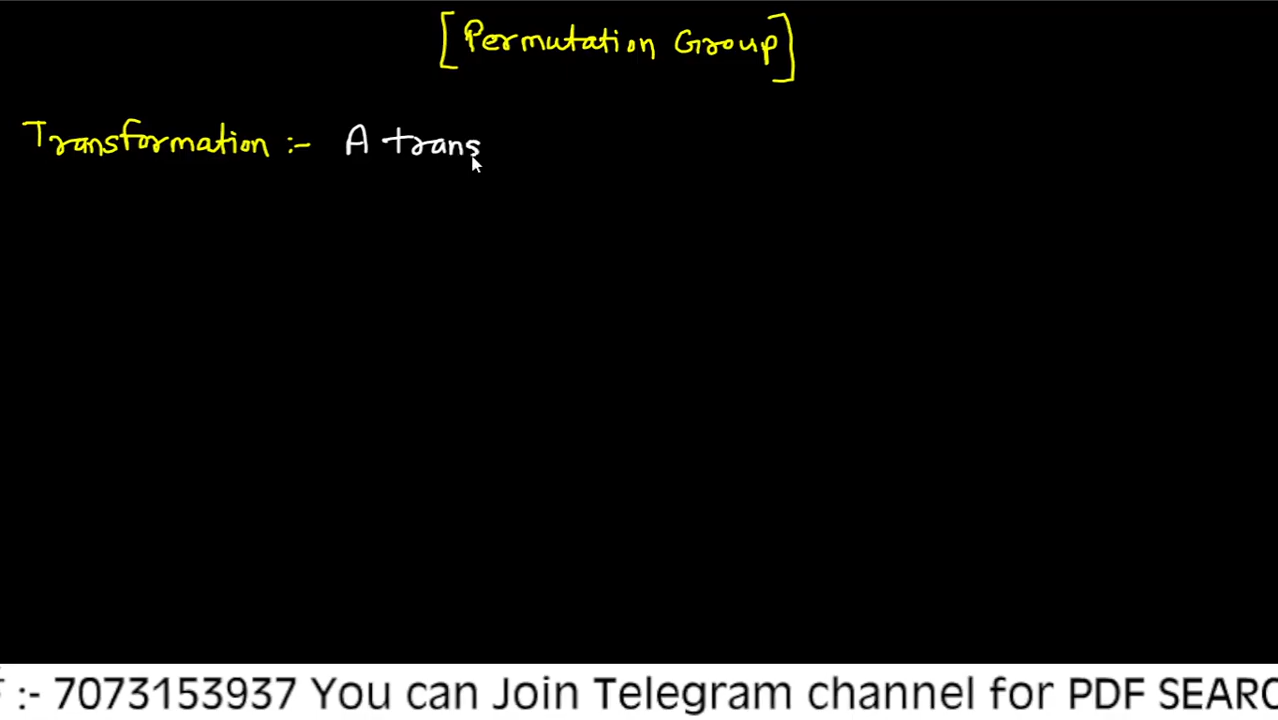 [Permutation Group]
Transformation :- A trans
:- 7073153937 You can Join Telegram channel for PDF SEARC